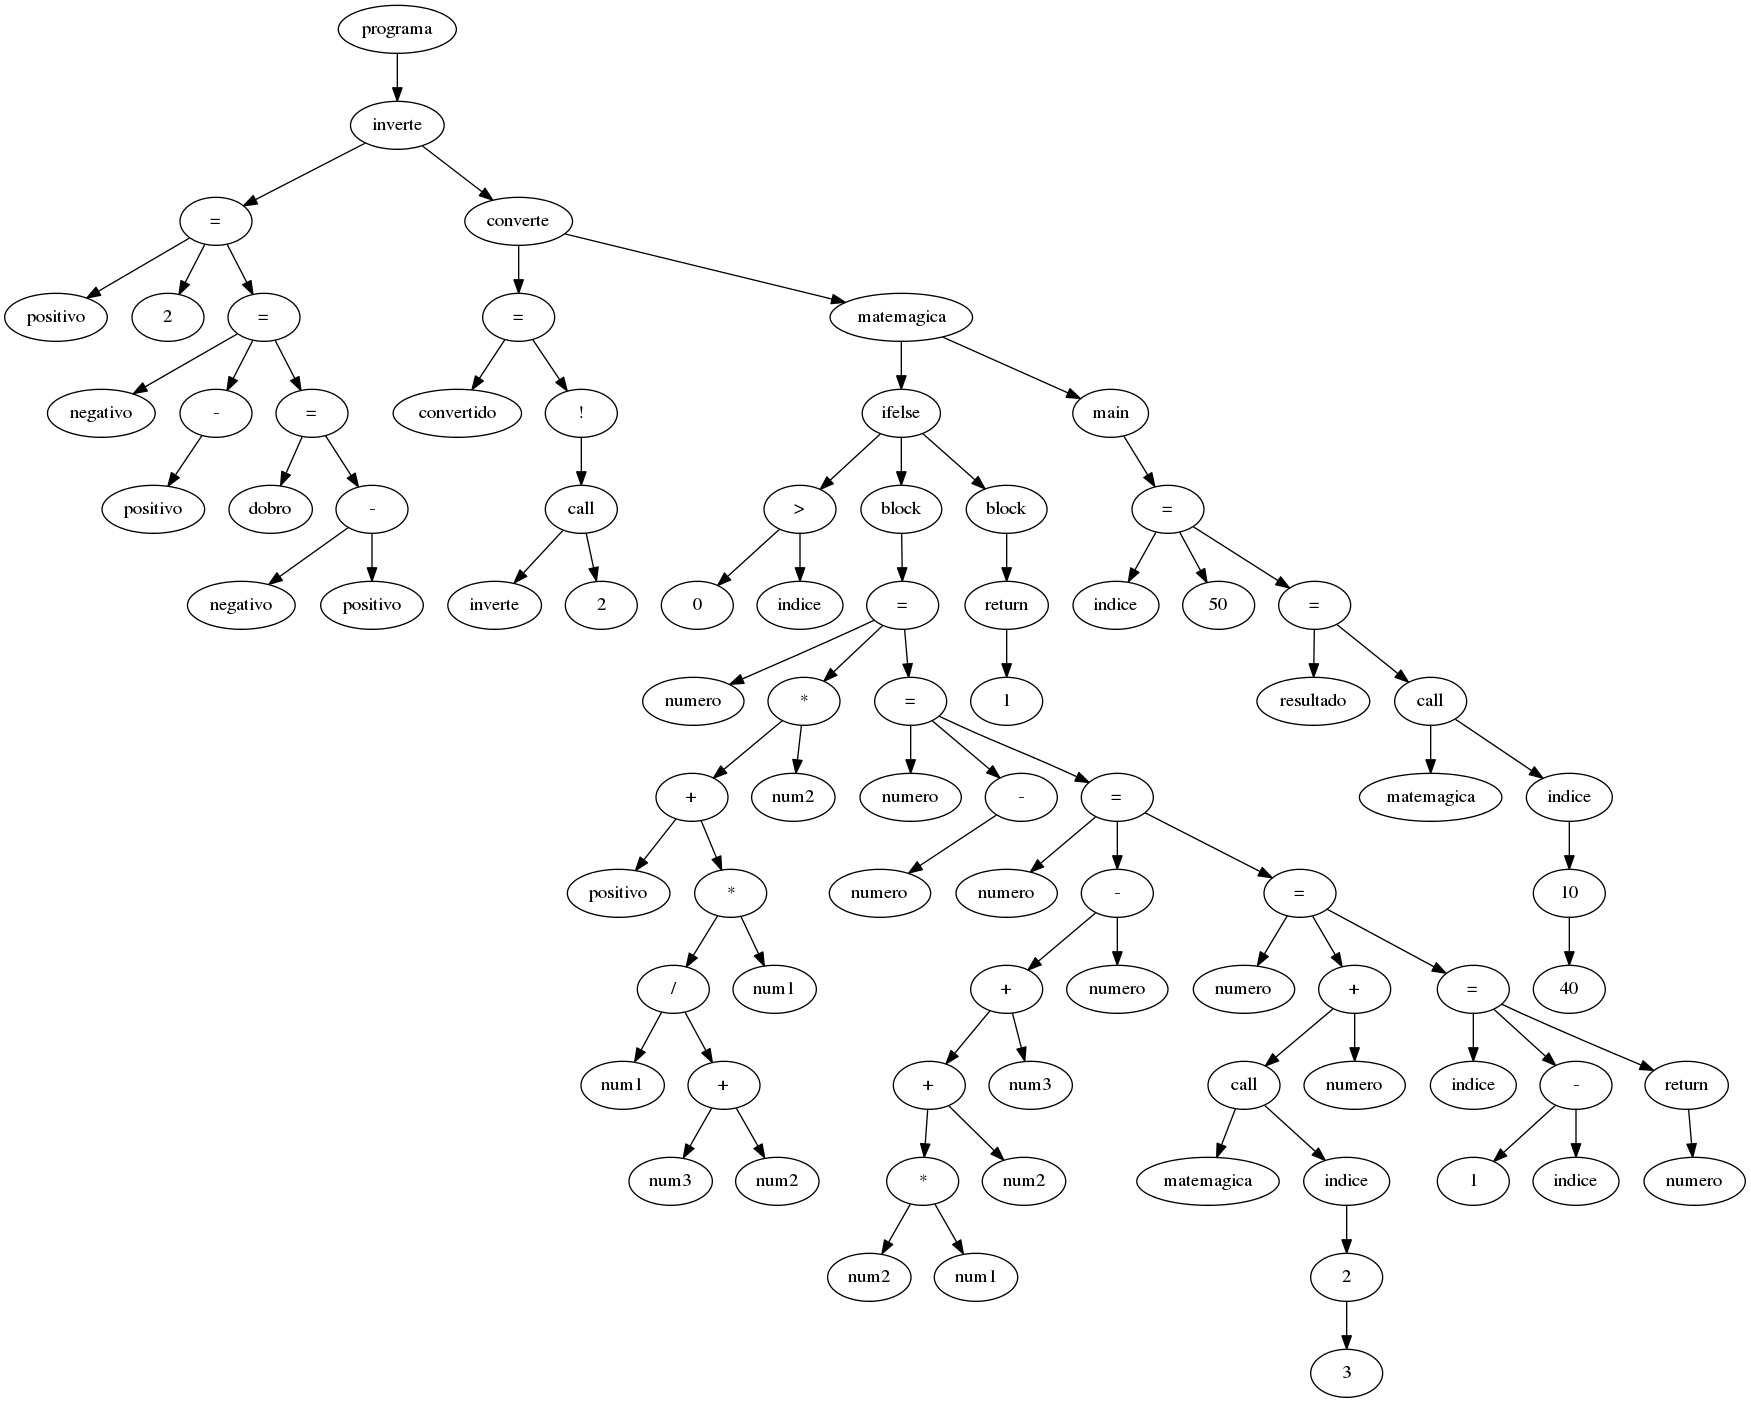 programa
inverte
= converte
positivo 2 = = matemagica
negativo - = convertido ! ifelse main
positivo dobro - call > block block =
negativo positivo inverte 2 0 indice = return indice 50 =
numero * = 1 resultado call
+ num2 numero - = matemagica indice
positivo * numero numero - = 10
/ num1 + numero numero + = 40
num1 + + num3 call numero indice - return
num3 num2 * num2 matemagica indice 1 indice numero
num2 num1 2
3